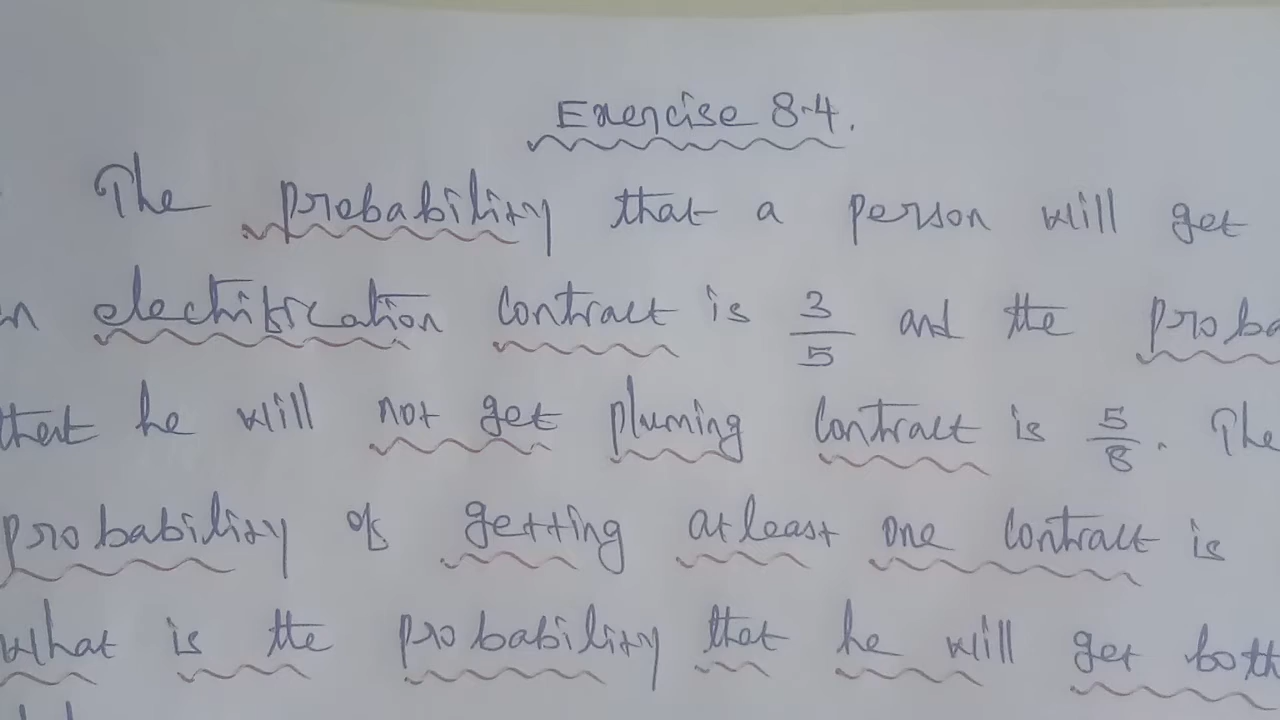 Exercise 8.4.
The probability that a person will get
n electrification contract is 3/5 and the proba
that he will not get pluming contract is 5/8. The
probability of getting atleast one contract is
What is the probability that he will get both